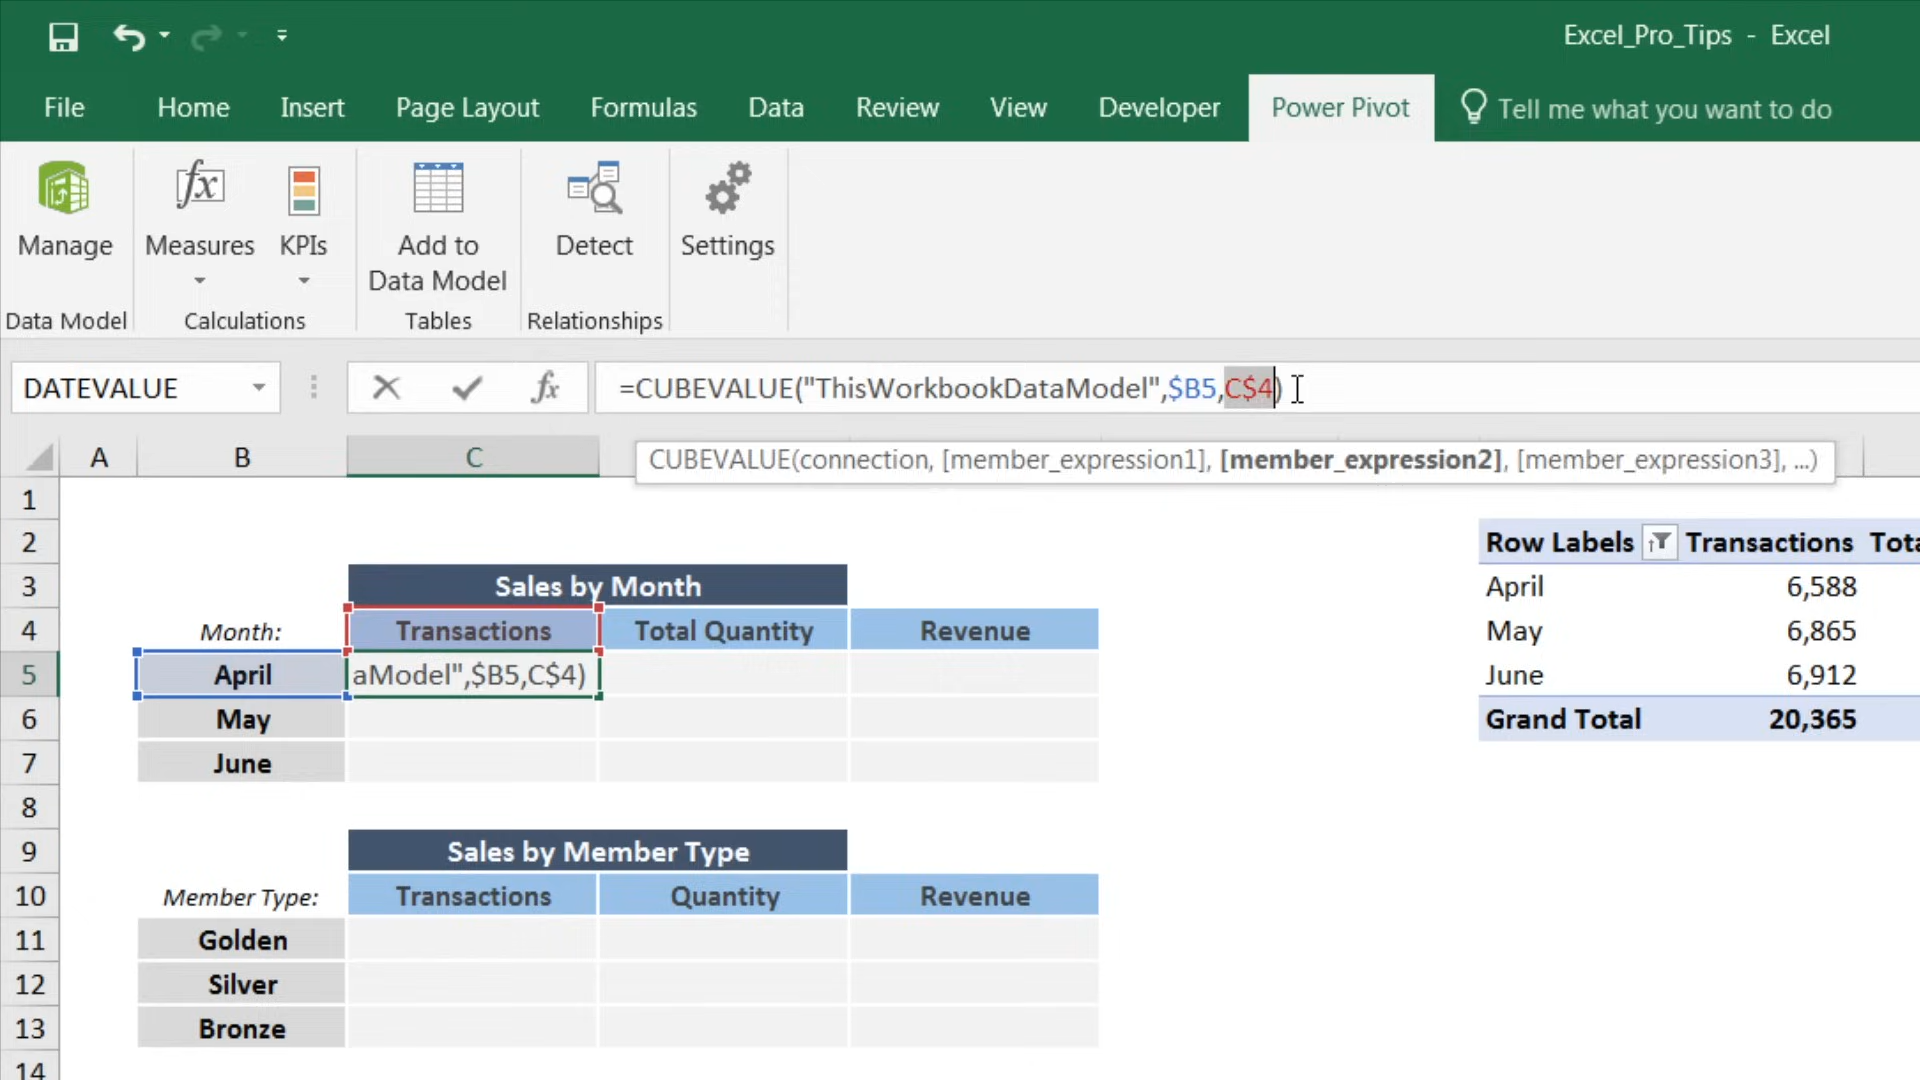 Excel_Pro_Tips - Excel
File Home Insert Page Layout Formulas Data Review View Developer Power Pivot Tell me what you want to do
Manage Measures KPIs Add to Data Model Detect Settings
Data Model Calculations Tables Relationships
DATEVALUE fx =CUBEVALUE("ThisWorkbookDataModel",$B5,C$4)
CUBEVALUE(connection, [member_expression1], [member_expression2], [member_expression3], ...)
A B C
1
2 Row Labels Transactions Tota
3 Sales by Month April 6,588
4 Month: Transactions Total Quantity Revenue May 6,865
5 April aModel",$B5,C$4) June 6,912
6 May Grand Total 20,365
7 June
8
9 Sales by Member Type
10 Member Type: Transactions Quantity Revenue
11 Golden
12 Silver
13 Bronze
14